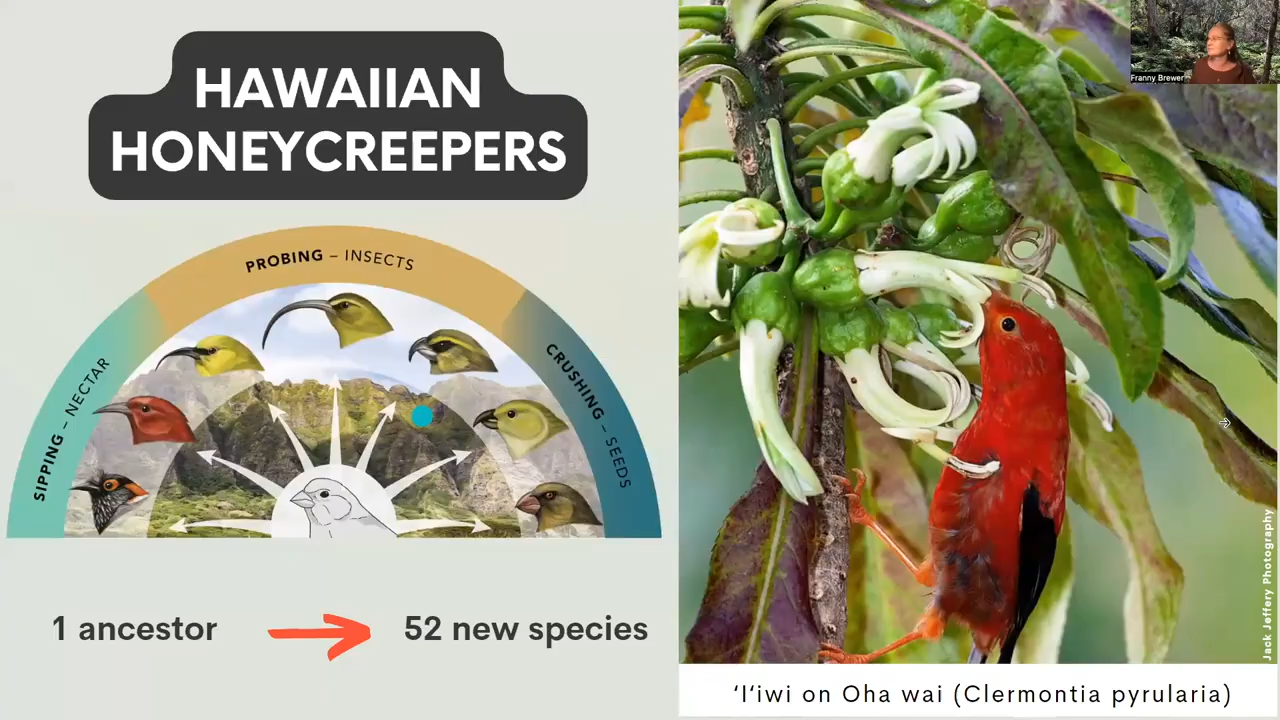 HAWAIIAN
HONEYCREEPERS
SIPPING – NECTAR
PROBING – INSECTS
CRUSHING – SEEDS
1 ancestor
52 new species
Franny Brewer
Jack Jeffery Photography
ʻIʻiwi on Oha wai (Clermontia pyrularia)